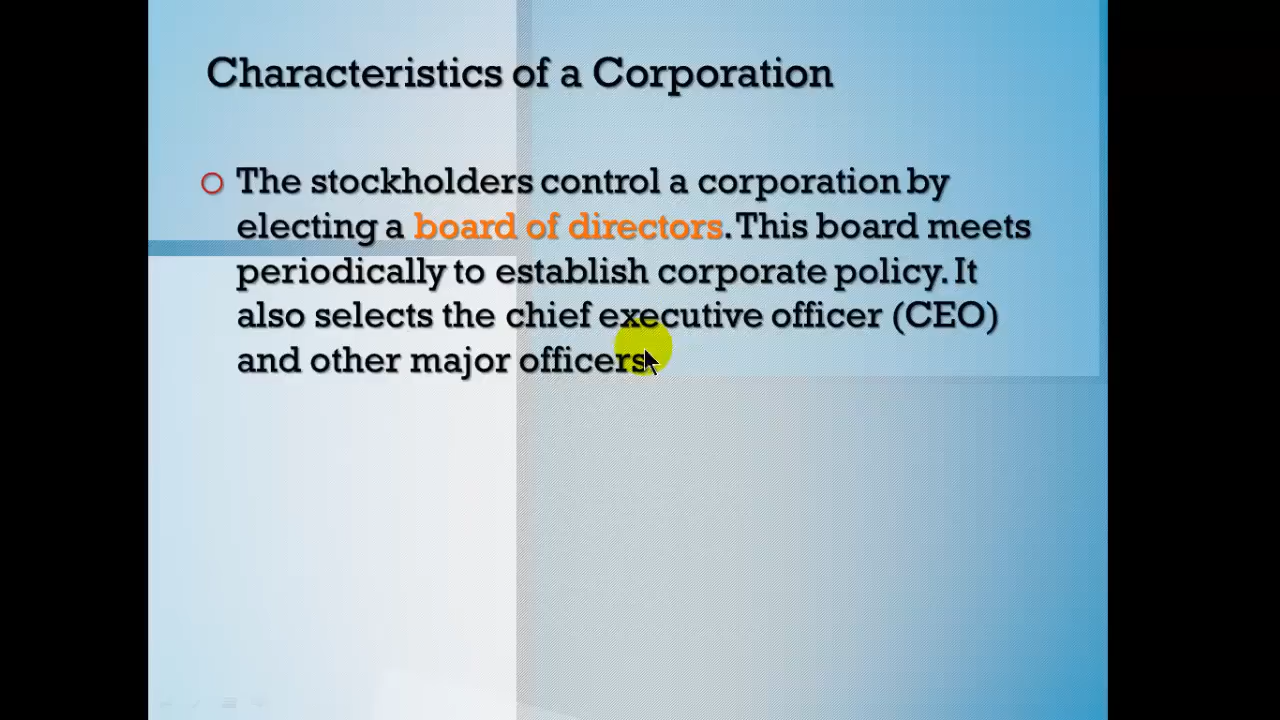 Characteristics of a Corporation
The stockholders control a corporation by
electing a board of directors. This board meets
periodically to establish corporate policy. It
also selects the chief executive officer (CEO)
and other major officers.